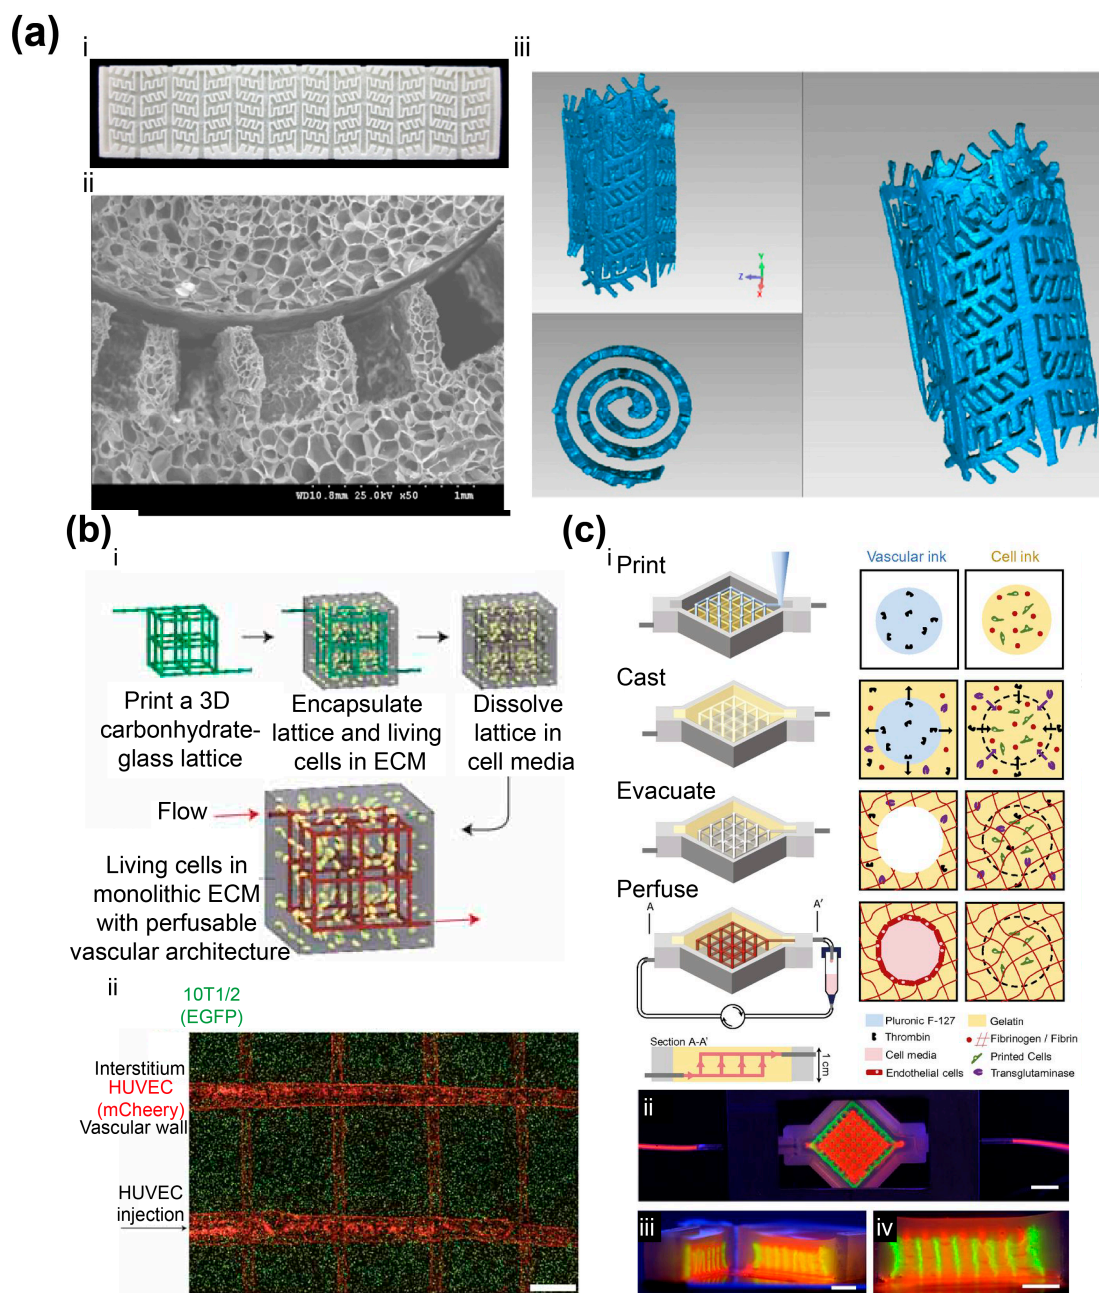 (a)
i
ii
WD10.8mm 25.0kV x50 1mm
iii
Y
Z
X
(b)
i
Print a 3D
carbonhydrate-
glass lattice
Encapsulate
lattice and living
cells in ECM
Dissolve
lattice in
cell media
Flow
Living cells in
monolithic ECM
with perfusable
vascular architecture
ii
10T1/2
(EGFP)
Interstitium
HUVEC
(mCheery)
Vascular wall
HUVEC
injection
(c)
i
Print
Cast
Evacuate
Perfuse
A
A'
Section A-A'
1 cm
Vascular ink
Cell ink
Pluronic F-127
Thrombin
Cell media
Endothelial cells
Gelatin
Fibrinogen / Fibrin
Printed Cells
Transglutaminase
ii
iii
iv